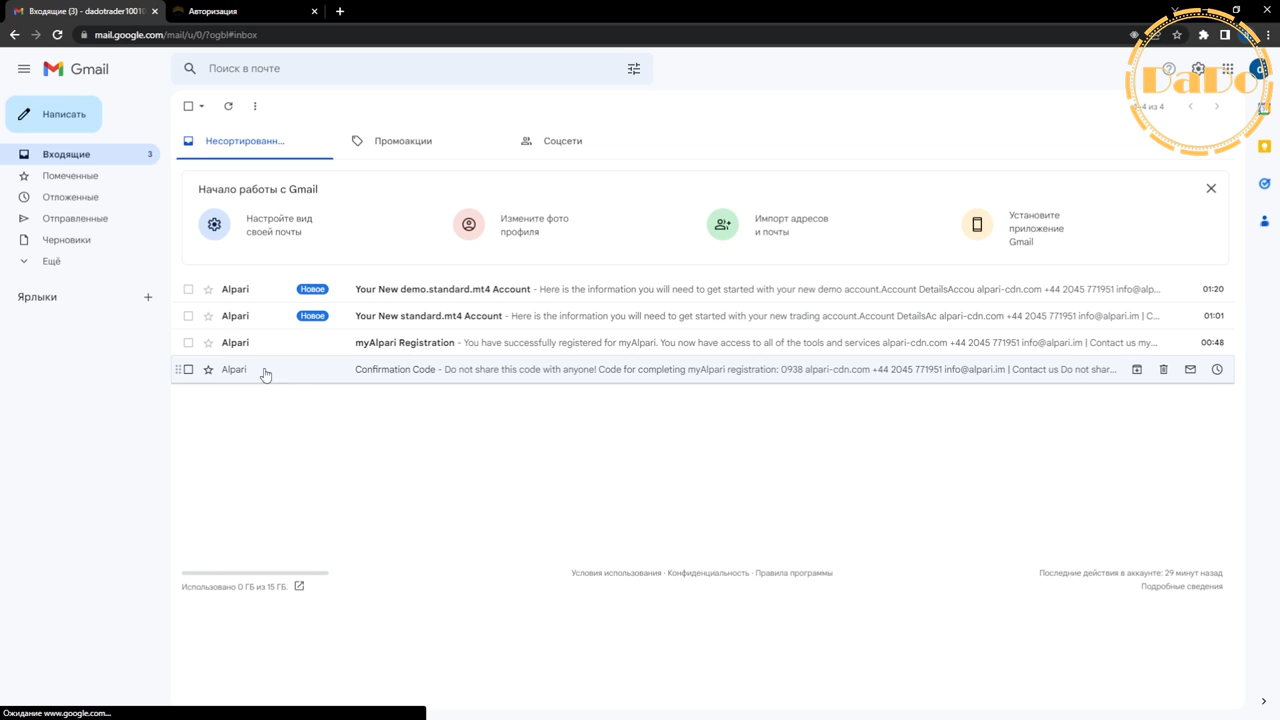 Входящие (3) - dadotrader1001
Авторизация
mail.google.com/mail/u/0/?ogbl#inbox
Gmail
Поиск в почте
DaDo
Написать
1–4 из 4
Несортированн...
Промоакции
Соцсети
Входящие 3
Помеченные
Отложенные
Отправленные
Черновики
Ещё
Ярлыки
Начало работы с Gmail
Настройте вид
своей почты
Измените фото
профиля
Импорт адресов
и почты
Установите
приложение
Gmail
Alpari Новое Your New demo.standard.mt4 Account - Here is the information you will need to get started with your new demo account.Account DetailsAccou alpari-cdn.com +44 2045 771951 info@alp... 01:20
Alpari Новое Your New standard.mt4 Account - Here is the information you will need to get started with your new trading account.Account DetailsAc alpari-cdn.com +44 2045 771951 info@alpari.im | C... 01:01
Alpari myAlpari Registration - You have successfully registered for myAlpari. You now have access to all of the tools and services alpari-cdn.com +44 2045 771951 info@alpari.im | Contact us my... 00:48
Alpari Confirmation Code - Do not share this code with anyone! Code for completing myAlpari registration: 0938 alpari-cdn.com +44 2045 771951 info@alpari.im | Contact us Do not shar...
Использовано 0 ГБ из 15 ГБ.
Условия использования · Конфиденциальность · Правила программы
Последние действия в аккаунте: 29 минут назад
Подробные сведения
Ожидание www.google.com...